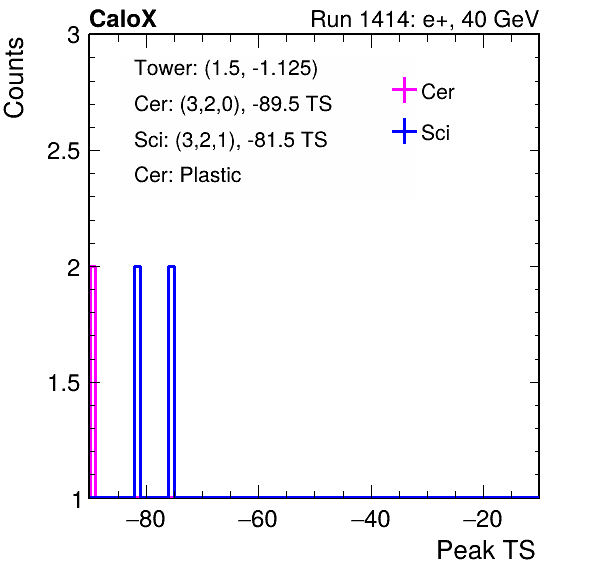 CaloX Run 1414: e+, 40 GeV
Counts
Tower: (1.5, -1.125)
Cer: (3,2,0), -89.5 TS
Sci: (3,2,1), -81.5 TS
Cer: Plastic
Cer
Sci
3
2.5
2
1.5
1
−80 −60 −40 −20
Peak TS